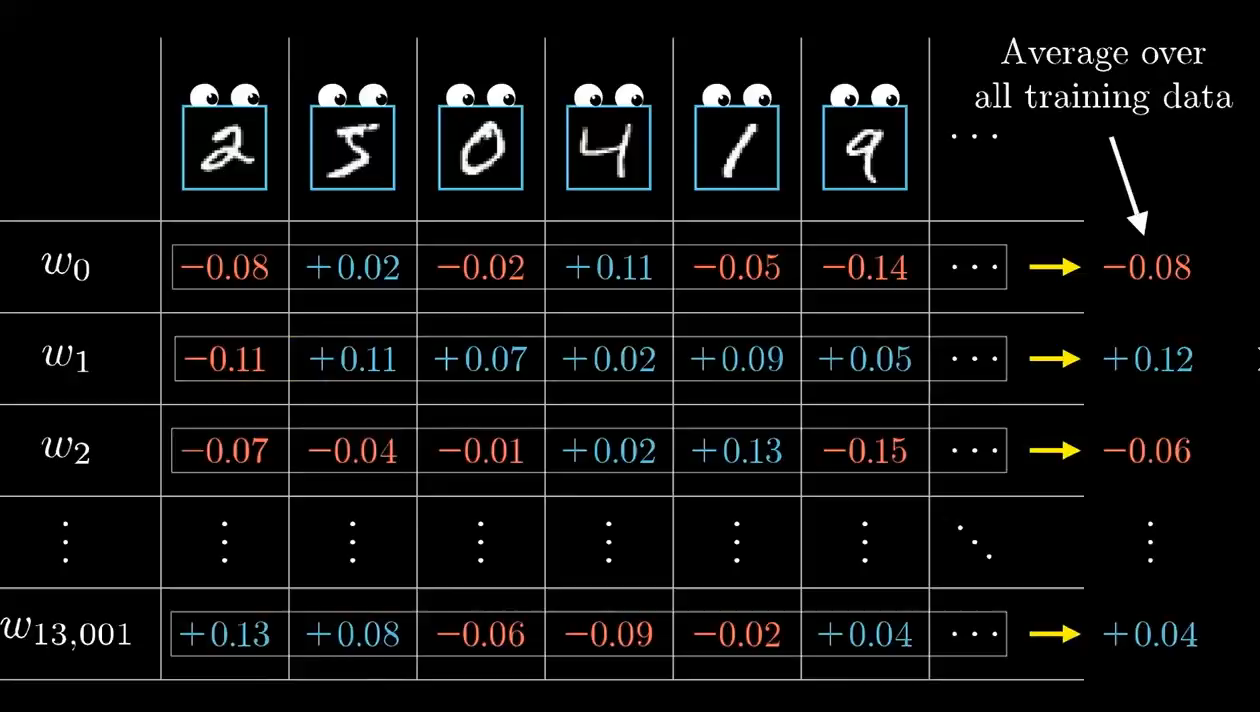 Average over
all training data
2 5 0 4 1 9 ...
w0 −0.08 +0.02 −0.02 +0.11 −0.05 −0.14 ... −0.08
w1 −0.11 +0.11 +0.07 +0.02 +0.09 +0.05 ... +0.12
w2 −0.07 −0.04 −0.01 +0.02 +0.13 −0.15 ... −0.06
⋮ ⋮ ⋮ ⋮ ⋮ ⋮ ⋮ ⋱ ⋮
w13,001 +0.13 +0.08 −0.06 −0.09 −0.02 +0.04 ... +0.04